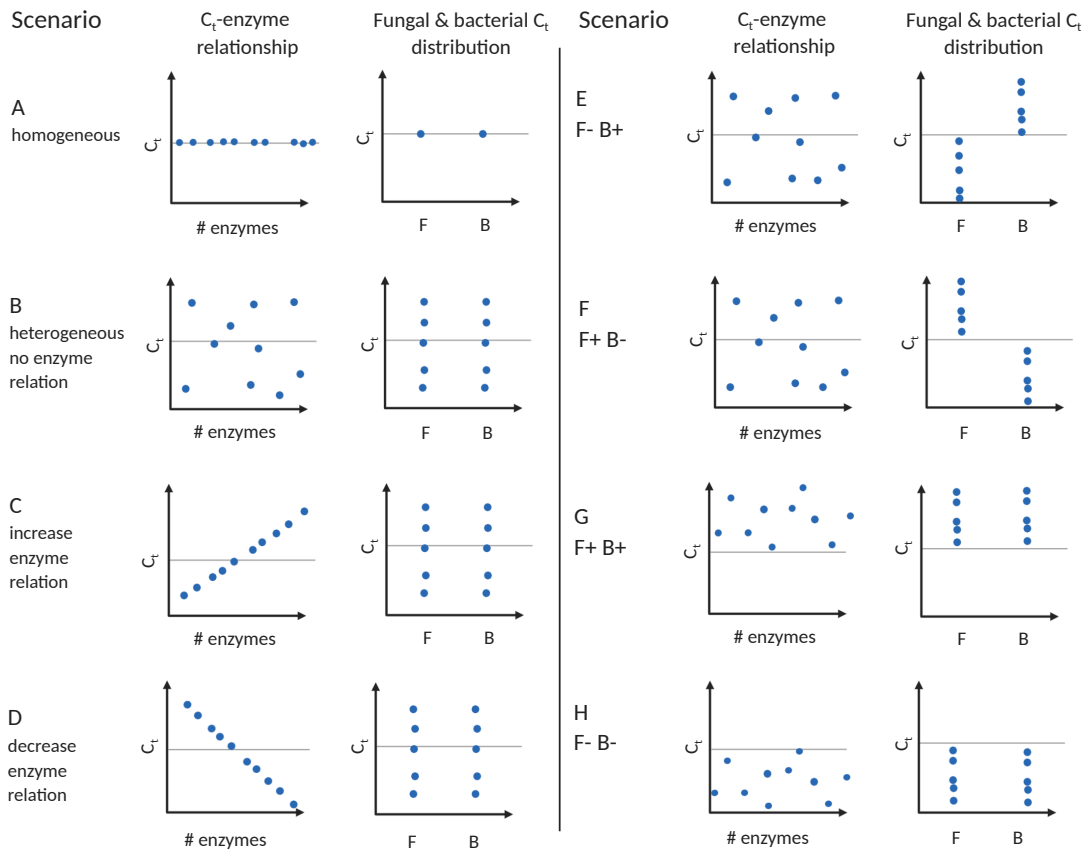 Scenario
Cₜ-enzyme
relationship
Fungal & bacterial Cₜ
distribution
A
homogeneous
Cₜ
# enzymes
Cₜ
F B
B
heterogeneous
no enzyme
relation
Cₜ
# enzymes
Cₜ
F B
C
increase
enzyme
relation
Cₜ
# enzymes
Cₜ
F B
D
decrease
enzyme
relation
Cₜ
# enzymes
Cₜ
F B
Scenario
Cₜ-enzyme
relationship
Fungal & bacterial Cₜ
distribution
E
F- B+
Cₜ
# enzymes
Cₜ
F B
F
F+ B-
Cₜ
# enzymes
Cₜ
F B
G
F+ B+
Cₜ
# enzymes
Cₜ
F B
H
F- B-
Cₜ
# enzymes
Cₜ
F B